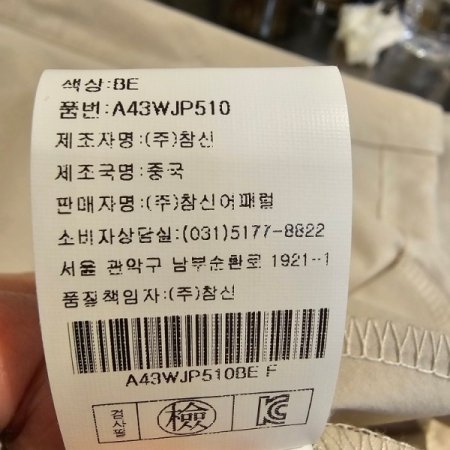 색상:BE
품번:A43WJP510
제조자명:(주)참신
제조국명:중국
판매자명:(주)참신어패럴
소비자상담실:(031)5177-8822
서울 관악구 남부순환로 1921-1
품질책임자:(주)참신
A43WJP510BE F
검사필 檢 KC